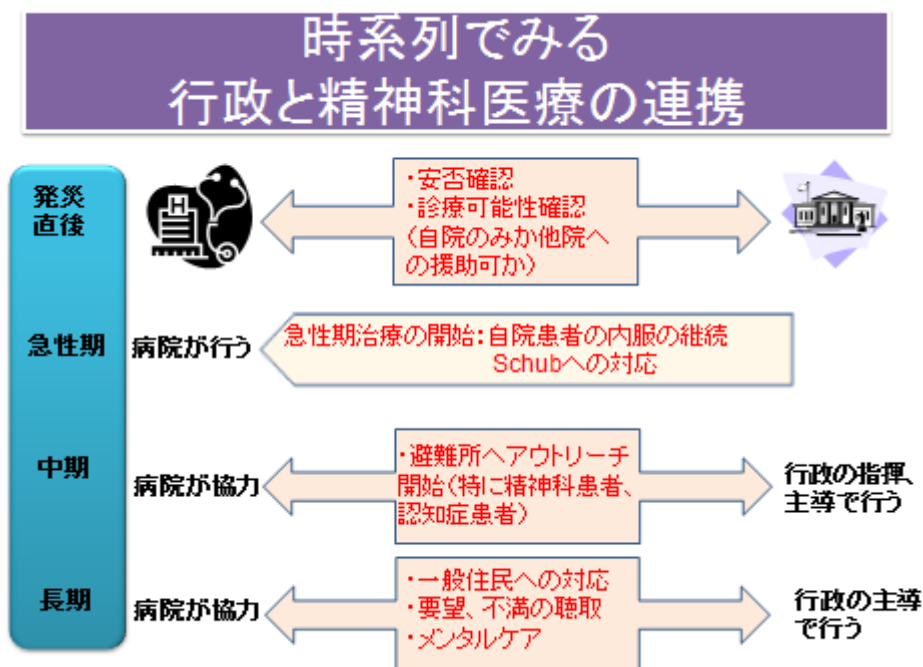 時系列でみる
行政と精神科医療の連携
発災
直後
H
・安否確認
・診療可能性確認
(自院のみか他院へ
の援助可か)
急性期
病院が行う
急性期治療の開始:自院患者の内服の継続
Schubへの対応
中期
病院が協力
・避難所へアウトリーチ
開始(特に精神科患者、
認知症患者)
行政の指揮、
主導で行う
長期
病院が協力
・一般住民への対応
・要望、不満の聴取
・メンタルケア
行政の主導
で行う